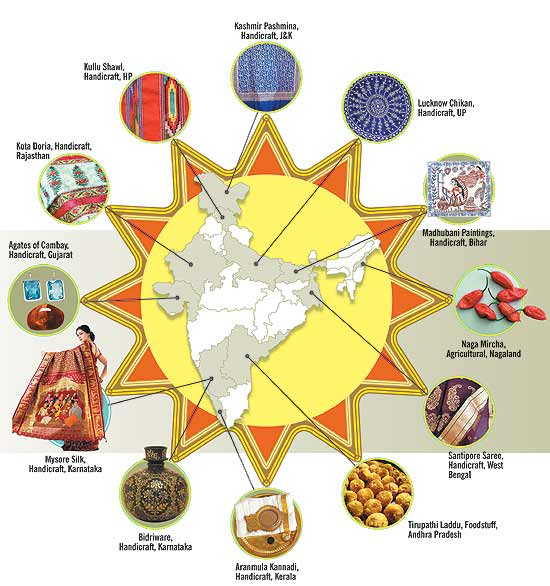 Kashmir Pashmina,
Handicraft, J&K
Kullu Shawl,
Handicraft, HP
Lucknow Chikan,
Handicraft, UP
Kota Doria, Handicraft,
Rajasthan
Madhubani Paintings,
Handicraft, Bihar
Agates of Cambay,
Handicraft, Gujarat
Naga Mircha,
Agricultural, Nagaland
Mysore Silk,
Handicraft, Karnataka
Santipore Saree,
Handicraft, West
Bengal
Bidriware,
Handicraft, Karnataka
Tirupathi Laddu, Foodstuff,
Andhra Pradesh
Aranmula Kannadi,
Handicraft, Kerala